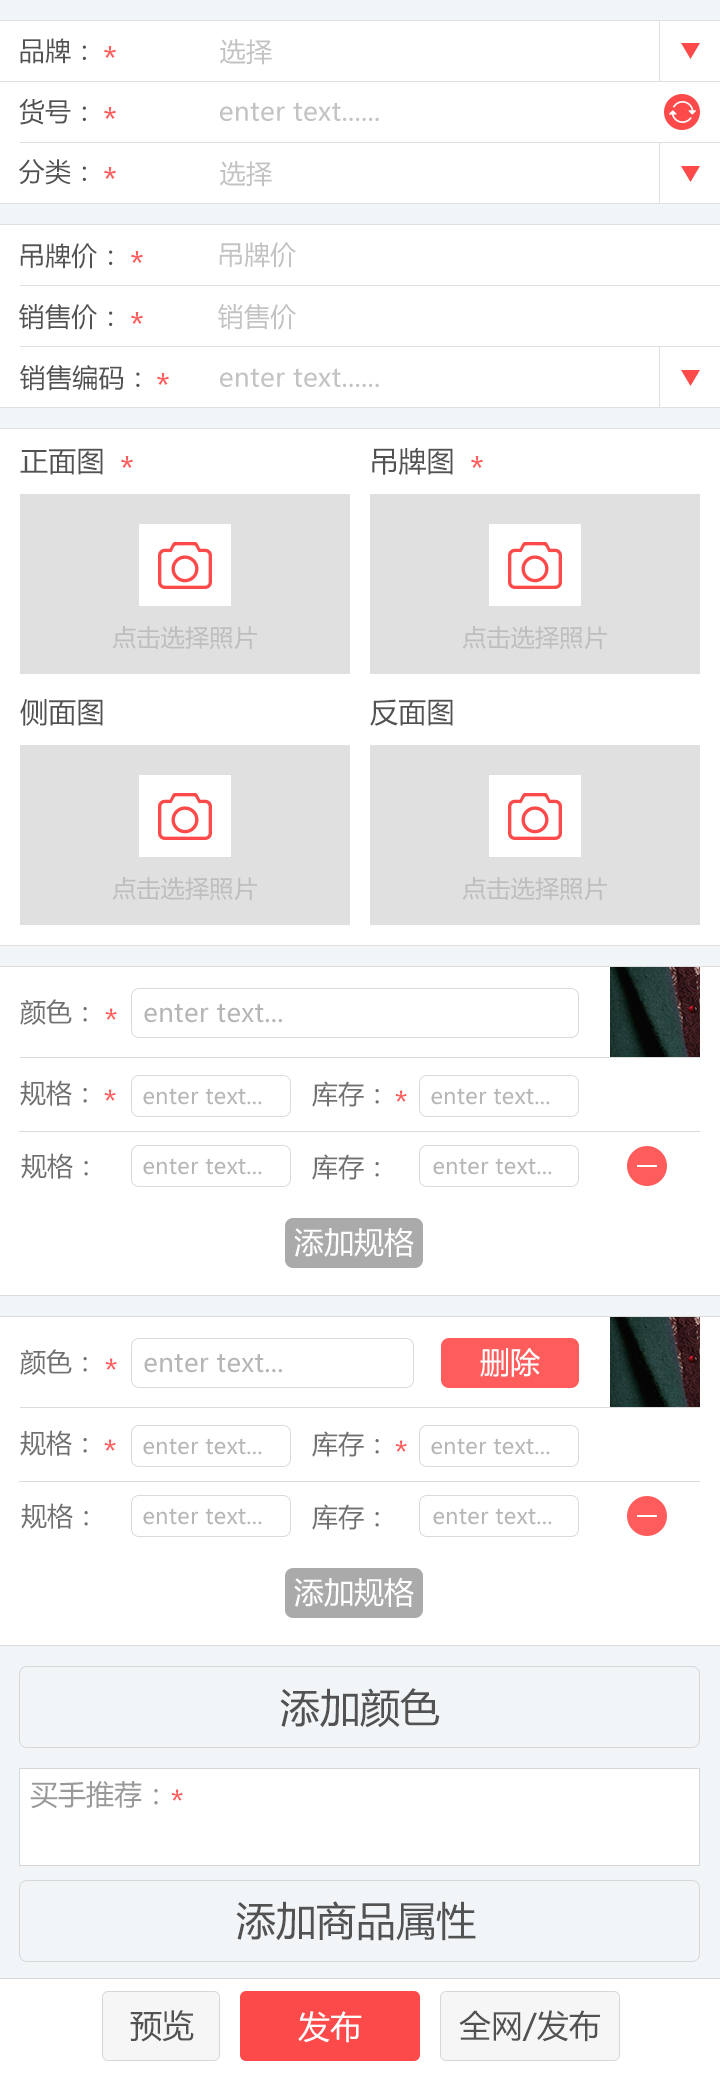 品牌： * 选择
货号： * enter text......
分类： * 选择
吊牌价： * 吊牌价
销售价： * 销售价
销售编码： * enter text......
正面图 * 吊牌图 *
点击选择照片 点击选择照片
侧面图 反面图
点击选择照片 点击选择照片
颜色： * enter text...
规格： * enter text... 库存： * enter text...
规格： enter text... 库存： enter text...
添加规格
颜色： * enter text... 删除
规格： * enter text... 库存： * enter text...
规格： enter text... 库存： enter text...
添加规格
添加颜色
买手推荐： *
添加商品属性
预览 发布 全网/发布